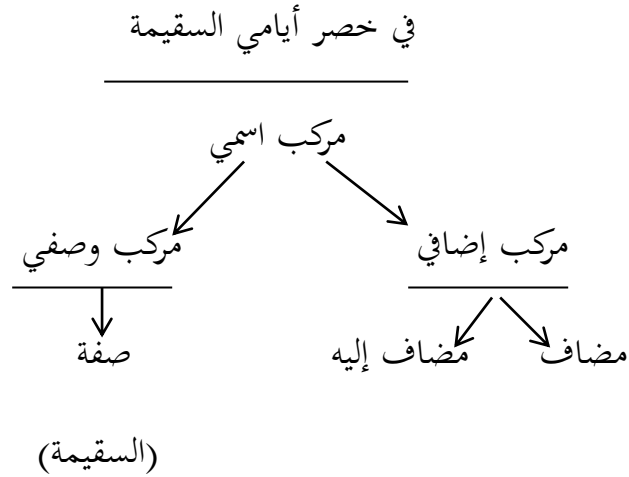 في خصر أيامي السقيمة
مركب اسمي
مركب إضافي مركب وصفي
مضاف مضاف إليه صفة
(السقيمة)